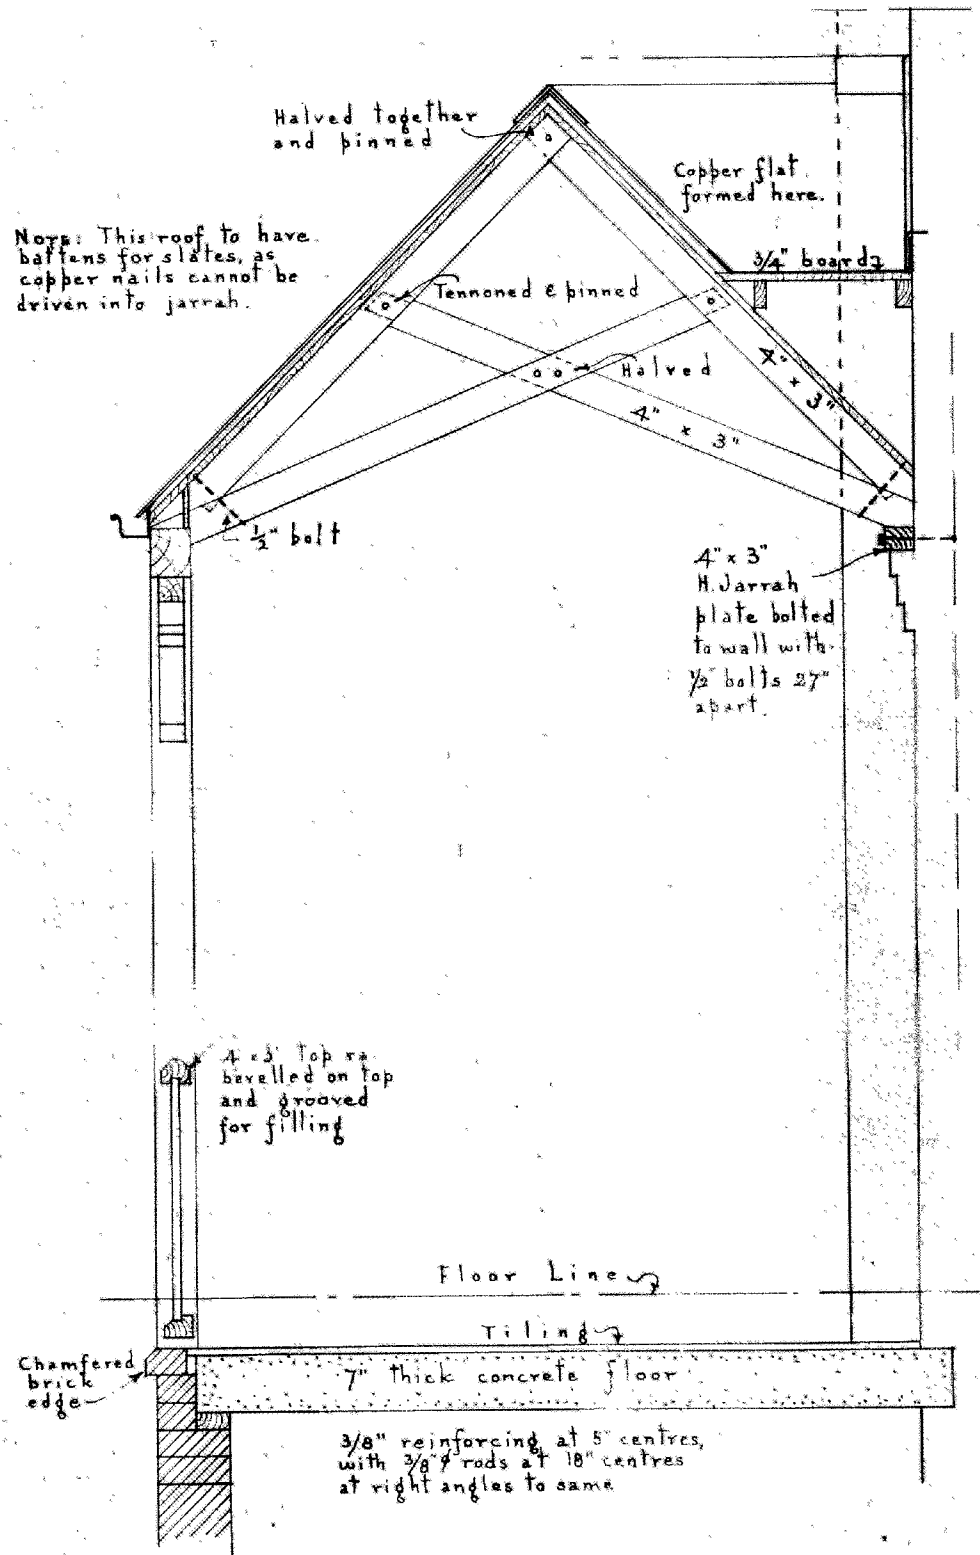 Halved together
and pinned
Copper flat
formed here.
NOTE: This roof to have
battens for slates, as
copper nails cannot be
driven into jarrah.
3/4" board
Tennoned & pinned
Halved
4" x 3"
4" x 3"
1/2" bolt
4" x 3"
H. Jarrah
plate bolted
to wall with
1/2" bolts 27"
apart.
4 x 3" top
bevelled on top
and grooved
for filling
Floor Line
Tiling
Chamfered
brick
edge
7" thick concrete floor
3/8" reinforcing at 5" centres,
with 3/8"φ rods at 18" centres
at right angles to same